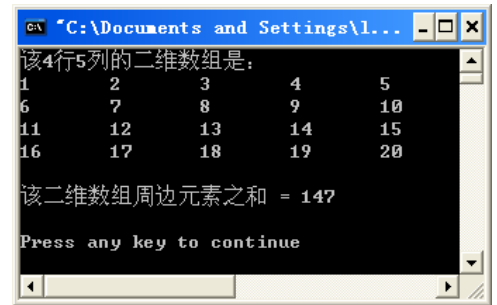 "C:\Documents and Settings\l...
该4行5列的二维数组是：
1 2 3 4 5
6 7 8 9 10
11 12 13 14 15
16 17 18 19 20
该二维数组周边元素之和 = 147
Press any key to continue